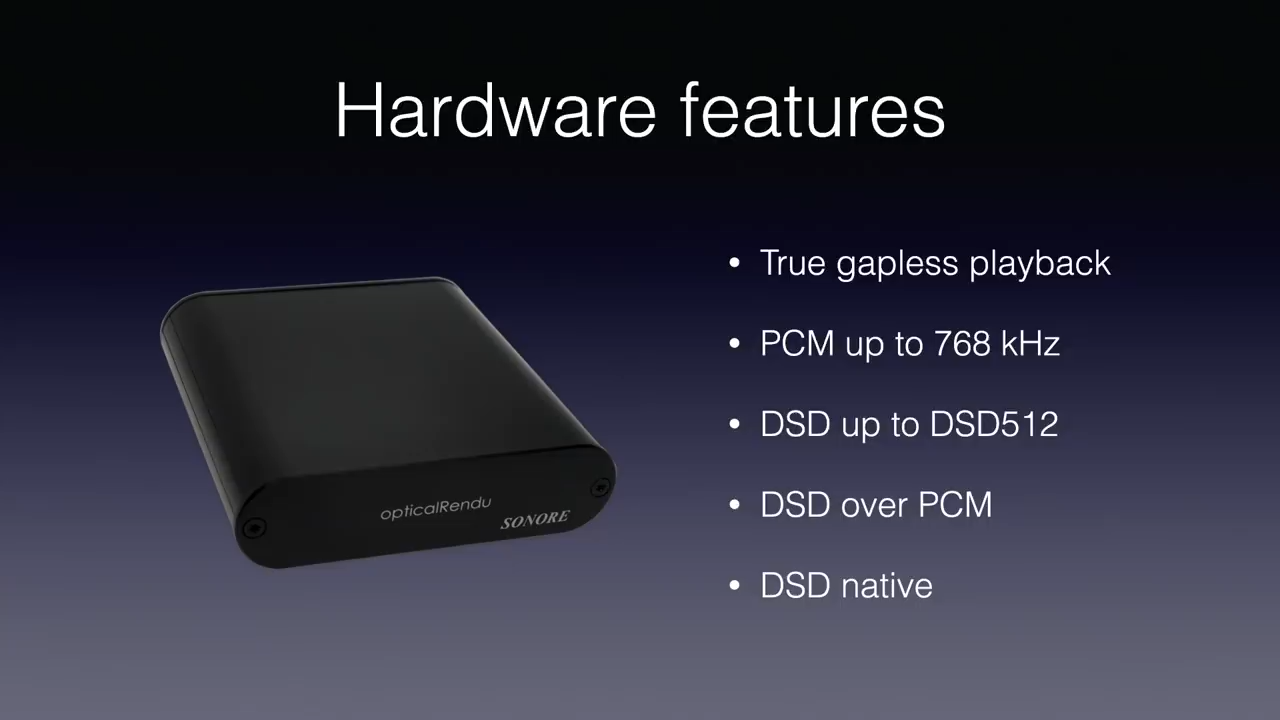 Hardware features
opticalRendu
SONORE
• True gapless playback
• PCM up to 768 kHz
• DSD up to DSD512
• DSD over PCM
• DSD native